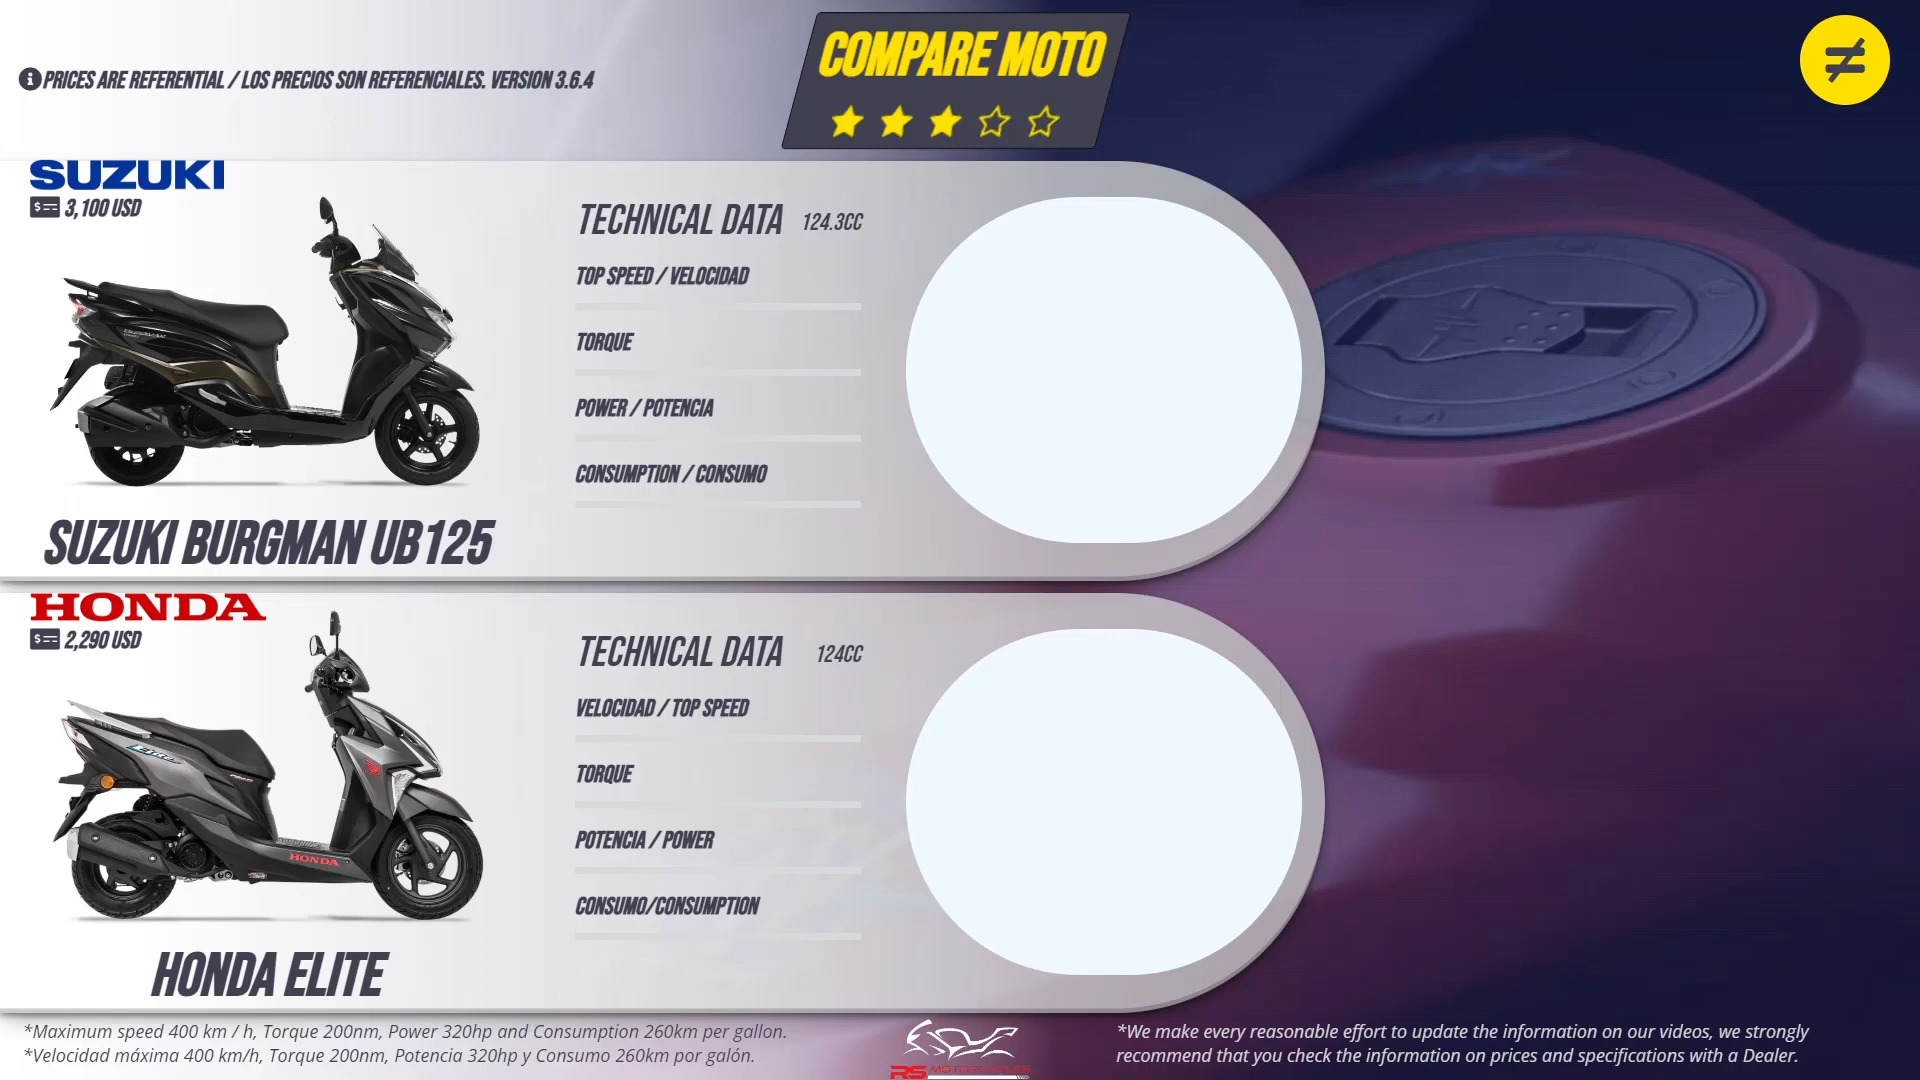 COMPARE MOTO
PRICES ARE REFERENTIAL / LOS PRECIOS SON REFERENCIALES. VERSION 3.6.4
SUZUKI
3,100 USD
TECHNICAL DATA 124.3CC
TOP SPEED / VELOCIDAD
TORQUE
POWER / POTENCIA
CONSUMPTION / CONSUMO
SUZUKI BURGMAN UB125
HONDA
2,290 USD
TECHNICAL DATA 124CC
VELOCIDAD / TOP SPEED
TORQUE
POTENCIA / POWER
CONSUMO/CONSUMPTION
Elite
HONDA
HONDA ELITE
*Maximum speed 400 km / h, Torque 200nm, Power 320hp and Consumption 260km per gallon.
*Velocidad máxima 400 km/h, Torque 200nm, Potencia 320hp y Consumo 260km por galón.
RS MOTORCYCLES
*We make every reasonable effort to update the information on our videos, we strongly
recommend that you check the information on prices and specifications with a Dealer.